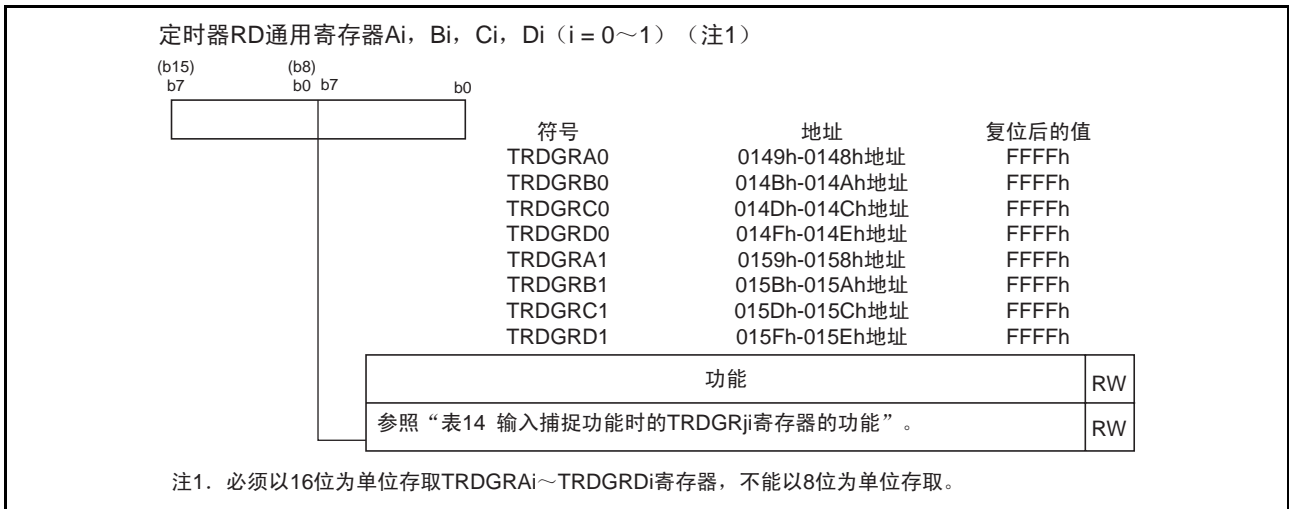 定时器RD通用寄存器Ai，Bi，Ci，Di（i = 0～1）（注1）
(b15) (b8)
b7 b0 b7 b0
符号 地址 复位后的值
TRDGRA0 0149h-0148h地址 FFFFh
TRDGRB0 014Bh-014Ah地址 FFFFh
TRDGRC0 014Dh-014Ch地址 FFFFh
TRDGRD0 014Fh-014Eh地址 FFFFh
TRDGRA1 0159h-0158h地址 FFFFh
TRDGRB1 015Bh-015Ah地址 FFFFh
TRDGRC1 015Dh-015Ch地址 FFFFh
TRDGRD1 015Fh-015Eh地址 FFFFh
功能 RW
参照“表14 输入捕捉功能时的TRDGRji寄存器的功能”。 RW
注1．必须以16位为单位存取TRDGRAi～TRDGRDi寄存器，不能以8位为单位存取。